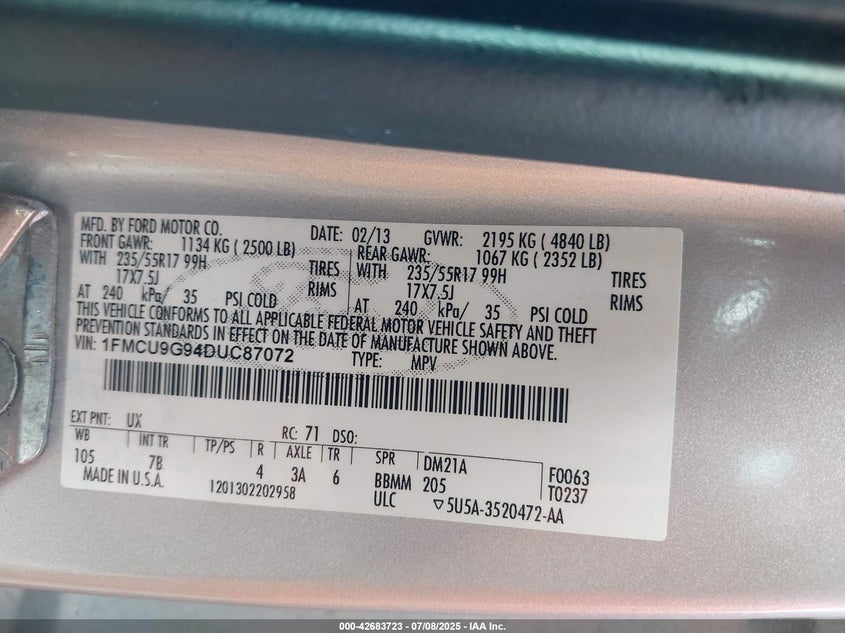 MFD. BY FORD MOTOR CO. DATE: 02/13 GVWR: 2195 KG ( 4840 LB)
FRONT GAWR: 1134 KG ( 2500 LB) REAR GAWR: 1067 KG ( 2352 LB)
WITH 235/55R17 99H TIRES WITH 235/55R17 99H TIRES
17X7.5J RIMS 17X7.5J RIMS
AT 240 kPa/ 35 PSI COLD AT 240 kPa/ 35 PSI COLD
THIS VEHICLE CONFORMS TO ALL APPLICABLE FEDERAL MOTOR VEHICLE SAFETY AND THEFT
PREVENTION STANDARDS IN EFFECT ON THE DATE OF MANUFACTURE SHOWN ABOVE.
VIN: 1FMCU9G94DUC87072 TYPE: MPV
EXT PNT: UX RC: 71 DSO:
WB INT TR TP/PS R AXLE TR SPR DM21A F0063
105 7B 4 3A 6 BBMM 205 T0237
MADE IN U.S.A. 1201302202958 ULC ▽5U5A-3520472-AA
000-42683723 - 07/08/2025 - IAA Inc.